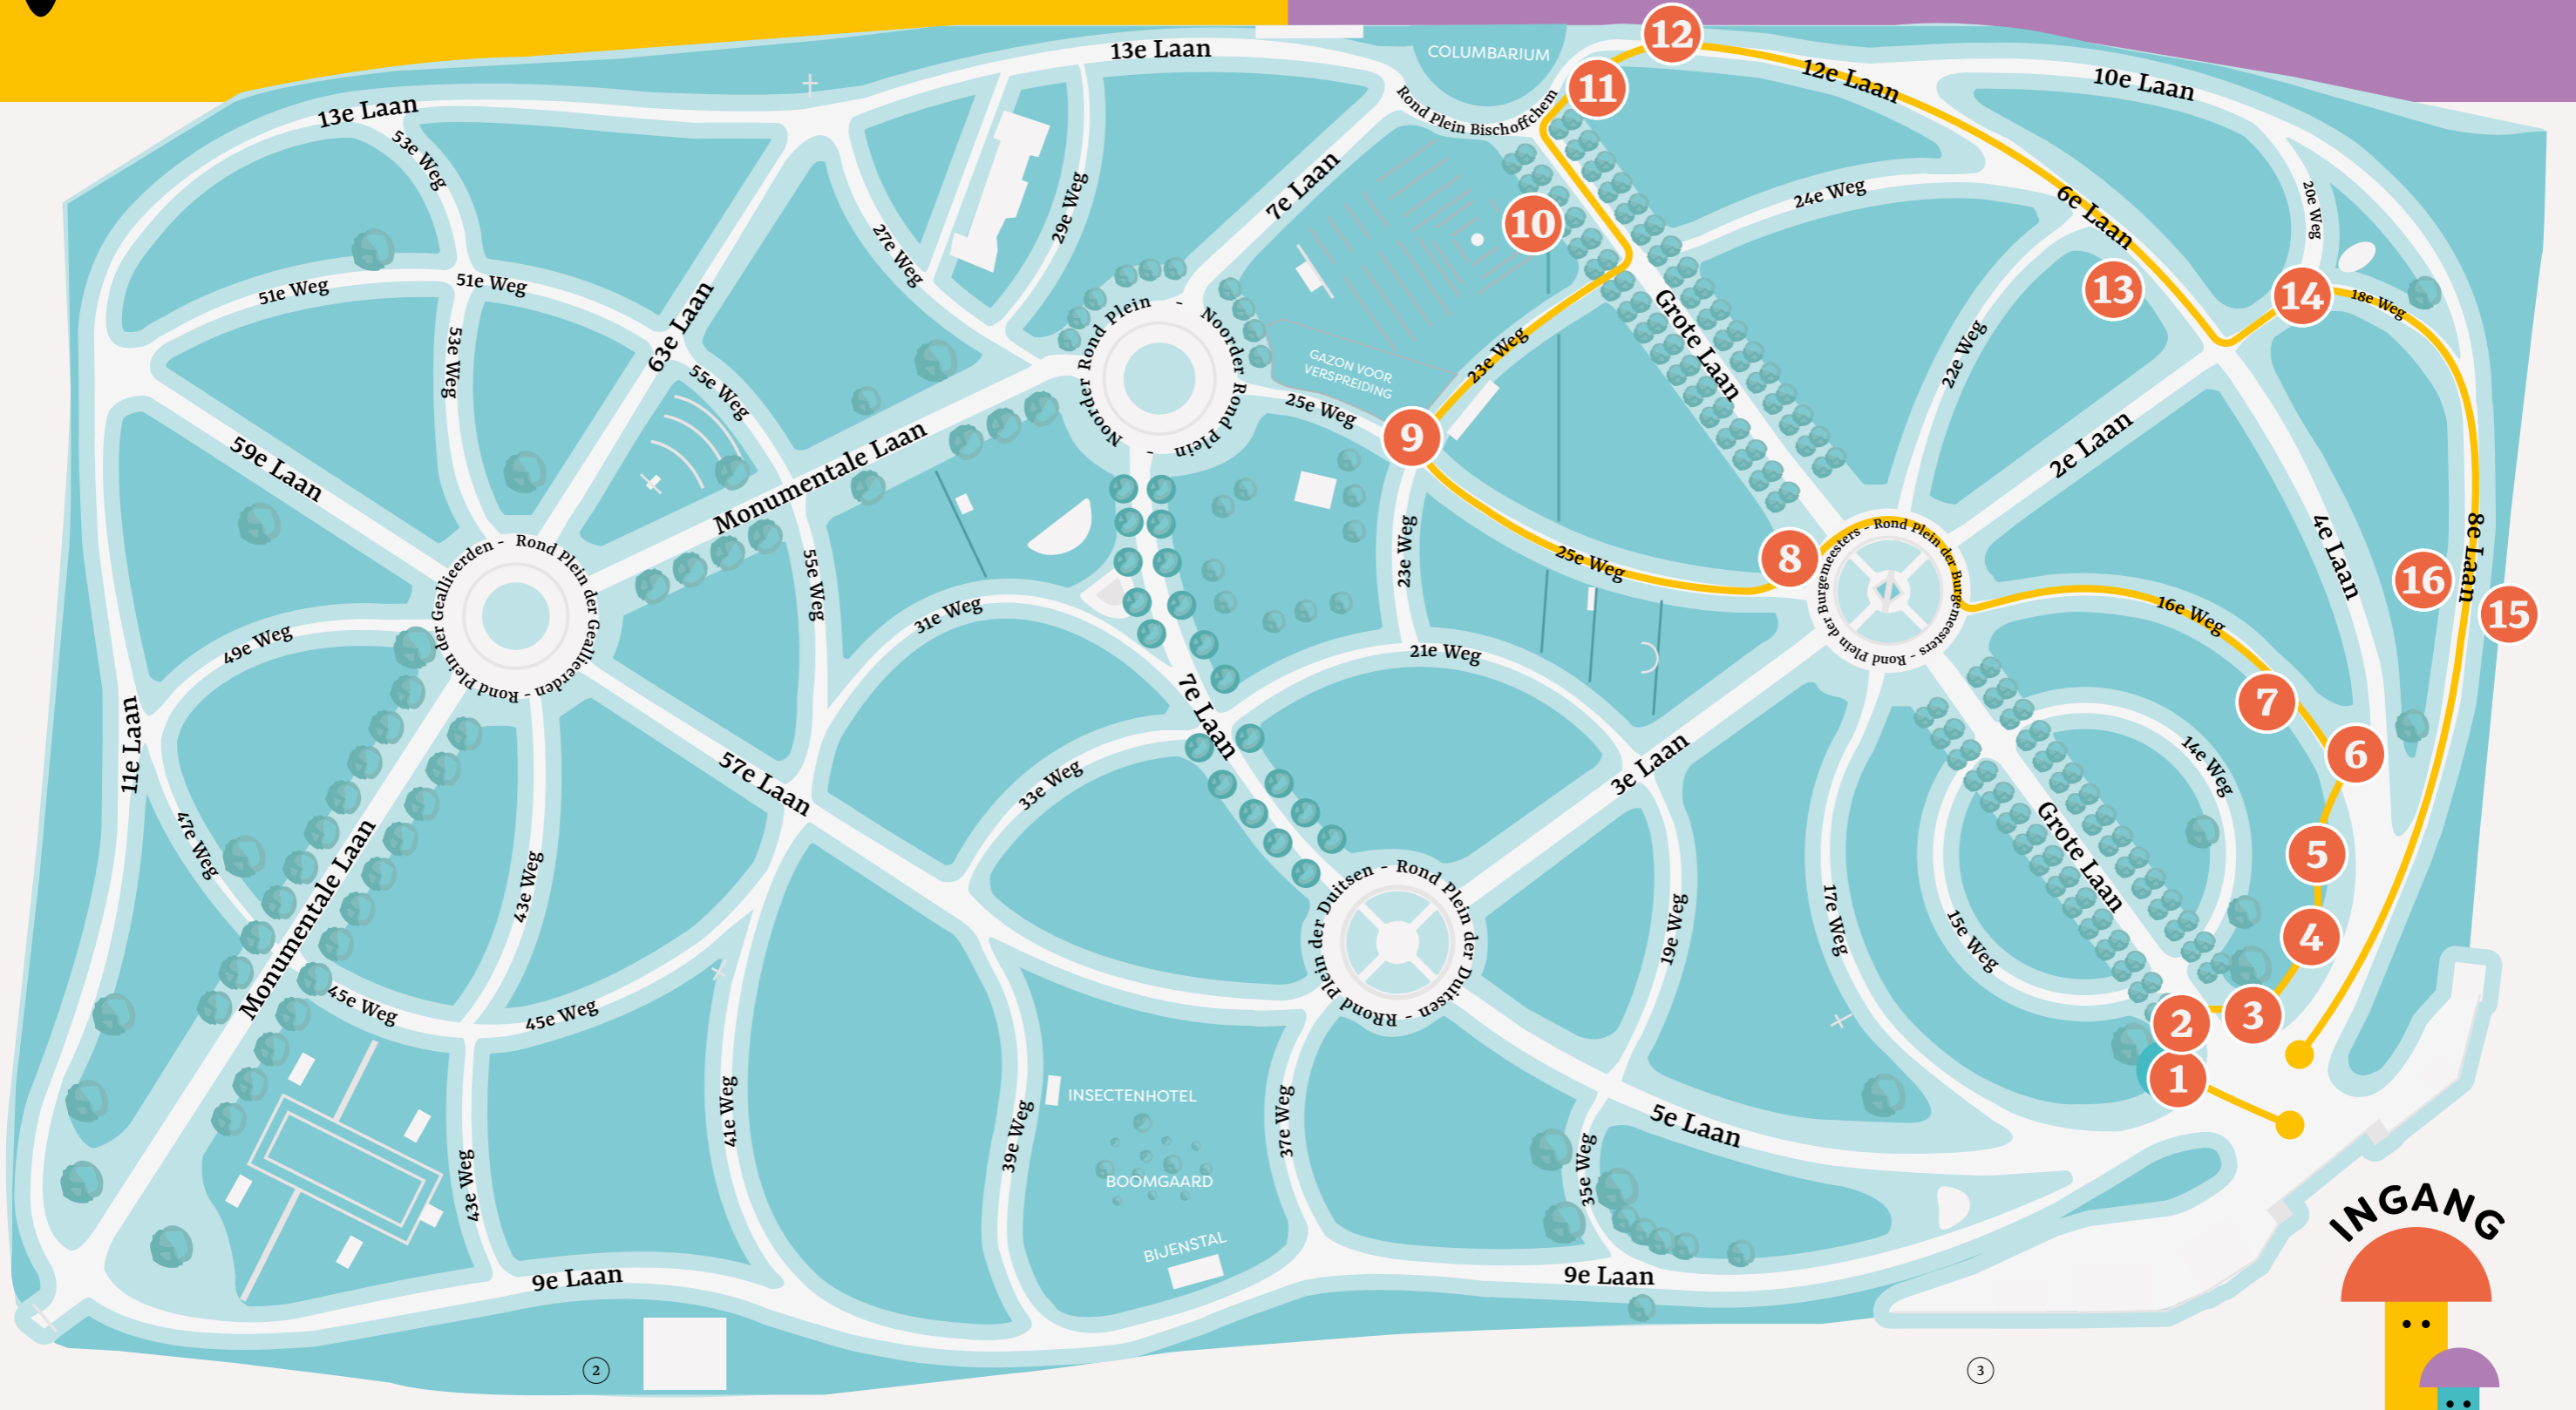 12
COLUMBARIUM
13e Laan
12e Laan
10e Laan
11
Rond Plein Bischoffchem
13e Laan
53e Weg
7e Laan
29e Weg
27e Weg
24e Weg
6e Laan
20e Weg
10
51e Weg
51e Weg
63e Laan
53e Weg
55e Weg
Noorder Rond Plein - Noorder Rond Plein -
GAZON VOOR
VERSPREIDING
23e Weg
Grote Laan
22e Weg
13
14
18e Weg
25e Weg
9
2e Laan
59e Laan
Monumentale Laan
4e Laan
8e Laan
Rond Plein der Geallieerden - Rond Plein der Geallieerden -
55e Weg
23e Weg
25e Weg
8
Rond Plein der Burgemeesters - Rond Plein der Burgemeesters -
16
15
16e Weg
31e Weg
49e Weg
21e Weg
7e Laan
7
6
11e Laan
57e Laan
33e Weg
3e Laan
14e Weg
47e Weg
Monumentale Laan
43e Weg
Grote Laan
5
Rond Plein der Duitsen - RRond Plein der Duitsen -
19e Weg
17e Weg
15e Weg
4
45e Weg
45e Weg
2
3
1
41e Weg
39e Weg
INSECTENHOTEL
37e Weg
5e Laan
43e Weg
BOOMGAARD
35e Weg
BIJENSTAL
INGANG
9e Laan
9e Laan
2
3